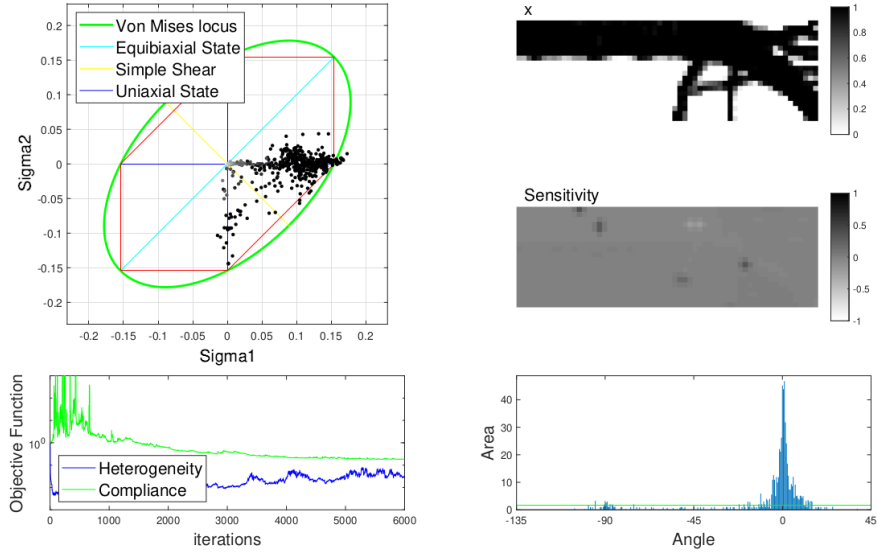 Von Mises locus
Equibiaxial State
Simple Shear
Uniaxial State
0.2
0.15
0.1
0.05
0
-0.05
-0.1
-0.15
-0.2
Sigma2
-0.2 -0.15 -0.1 -0.05 0 0.05 0.1 0.15 0.2
Sigma1
x
1
0.8
0.6
0.4
0.2
0
Sensitivity
1
0.5
0
-0.5
-1
Objective Function
10^0
Heterogeneity
Compliance
0 1000 2000 3000 4000 5000 6000
iterations
Area
40
30
20
10
0
-135 -90 -45 0 45
Angle